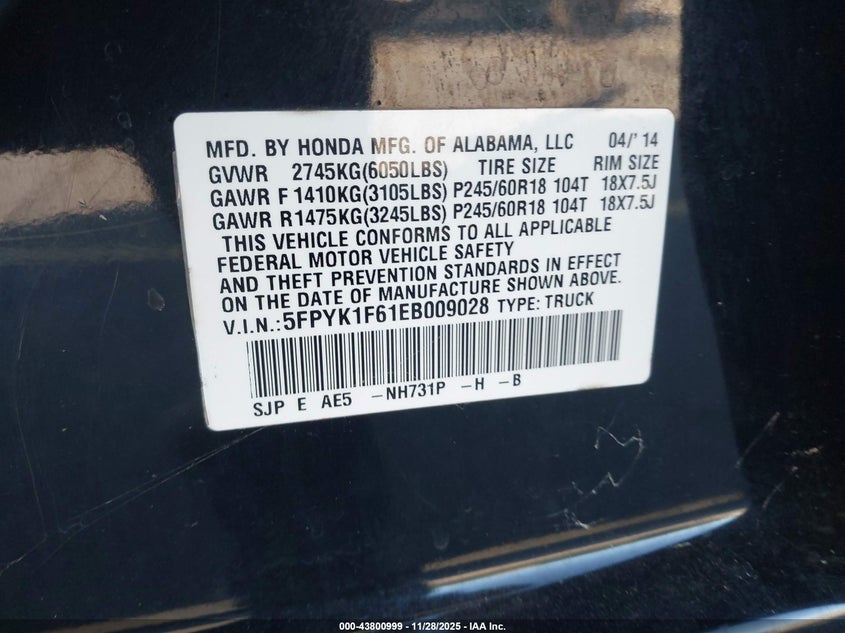 MFD. BY HONDA MFG. OF ALABAMA, LLC 04/'14
GVWR 2745KG(6050LBS) TIRE SIZE RIM SIZE
GAWR F1410KG(3105LBS) P245/60R18 104T 18X7.5J
GAWR R1475KG(3245LBS) P245/60R18 104T 18X7.5J
THIS VEHICLE CONFORMS TO ALL APPLICABLE
FEDERAL MOTOR VEHICLE SAFETY
AND THEFT PREVENTION STANDARDS IN EFFECT
ON THE DATE OF MANUFACTURE SHOWN ABOVE.
V.I.N.:5FPYK1F61EB009028 TYPE: TRUCK
SJP E AE5 -NH731P -H -B
000-43800999 - 11/28/2025 - IAA Inc.